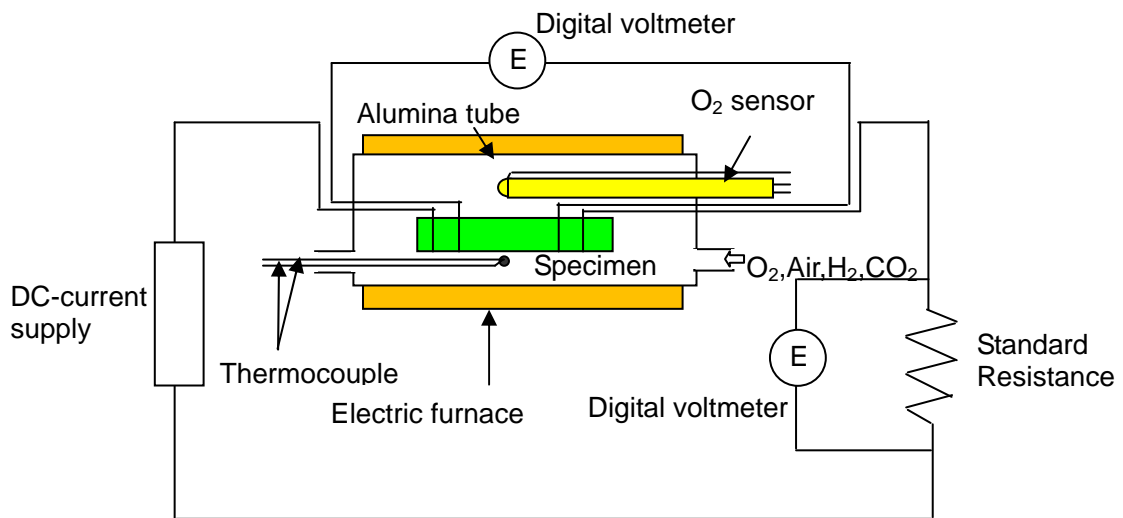 Digital voltmeter
E
O₂ sensor
Alumina tube
Specimen
O₂,Air,H₂,CO₂
DC-current
supply
Thermocouple
Electric furnace
E
Digital voltmeter
Standard
Resistance